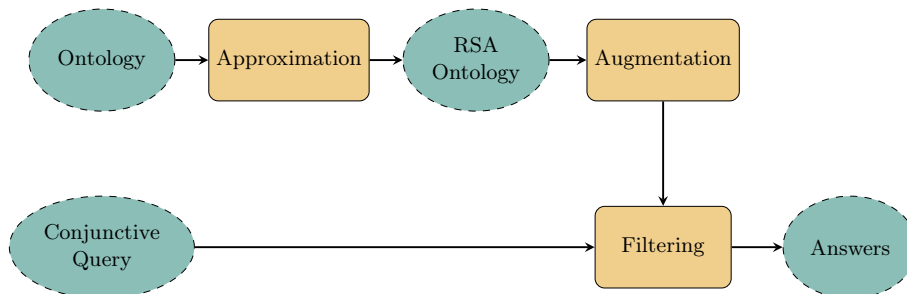 Ontology
Approximation
RSA
Ontology
Augmentation
Conjunctive
Query
Filtering
Answers